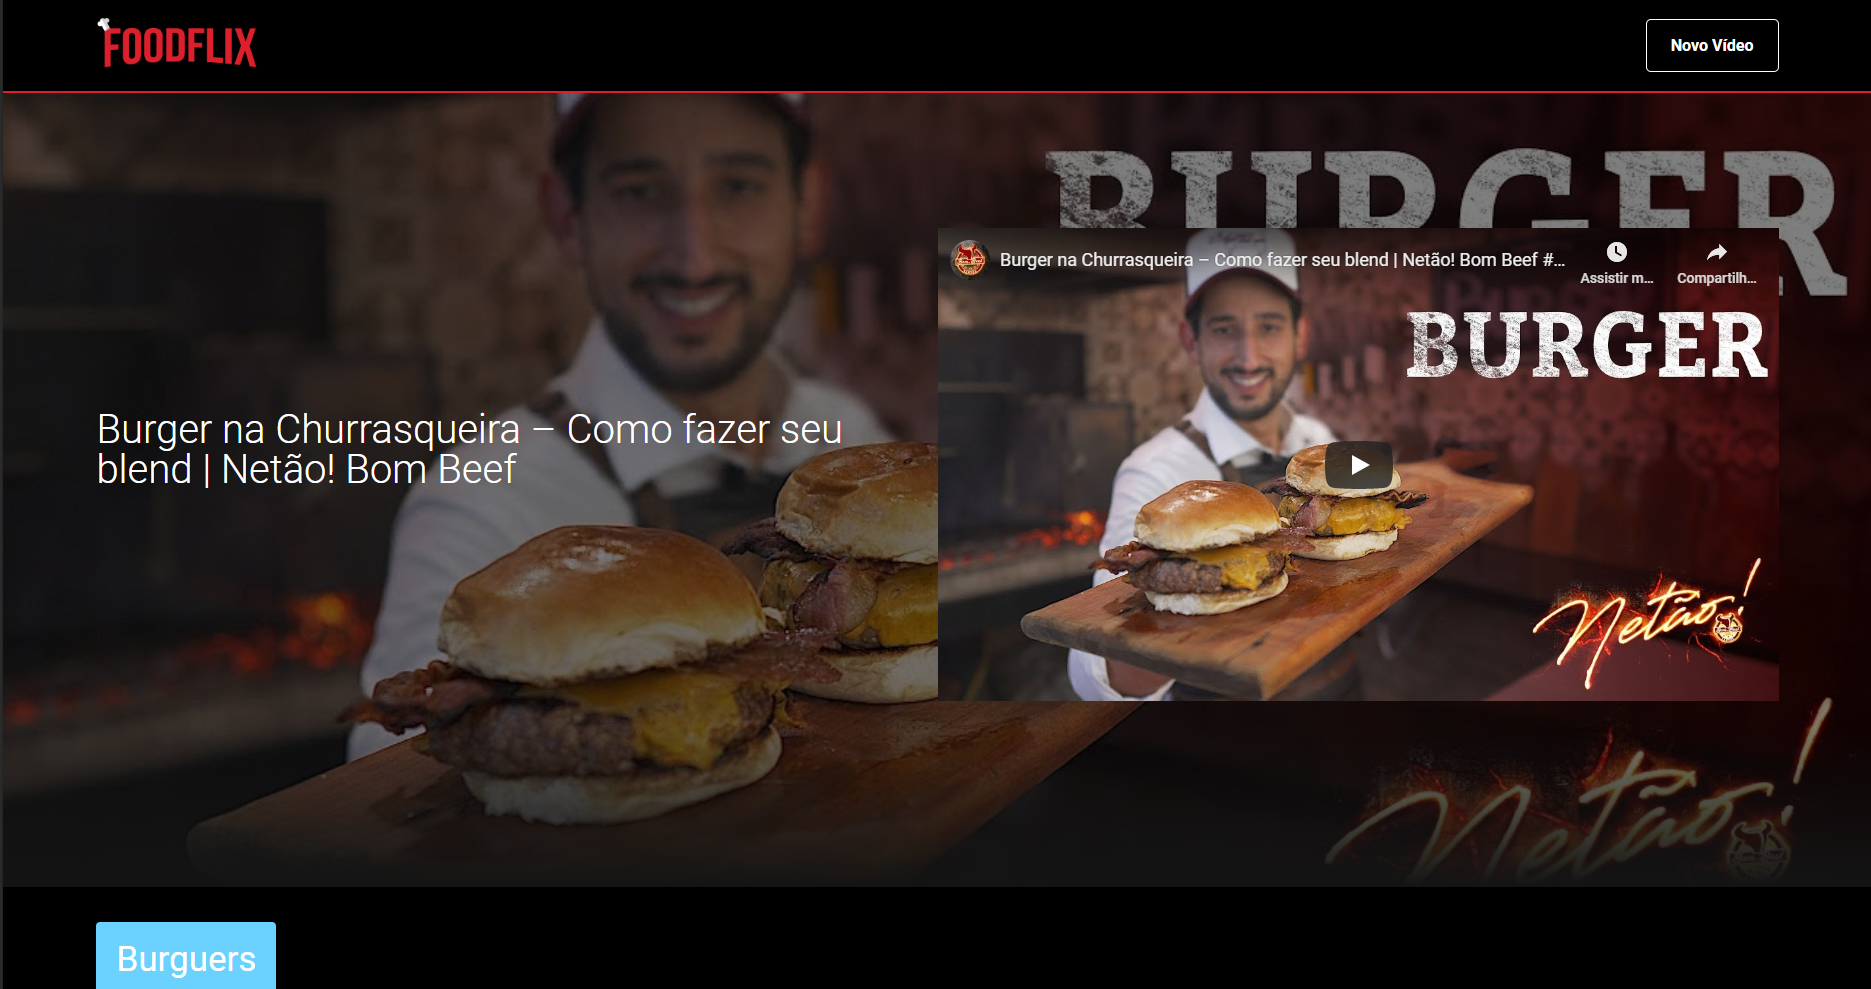 FOODFLIX
Novo Vídeo
BURGER
Burger na Churrasqueira – Como fazer seu blend | Netão! Bom Beef #...
Assistir m...
Compartilh...
BURGER
Burger na Churrasqueira – Como fazer seu
blend | Netão! Bom Beef
Netão!
Netão!
Burguers